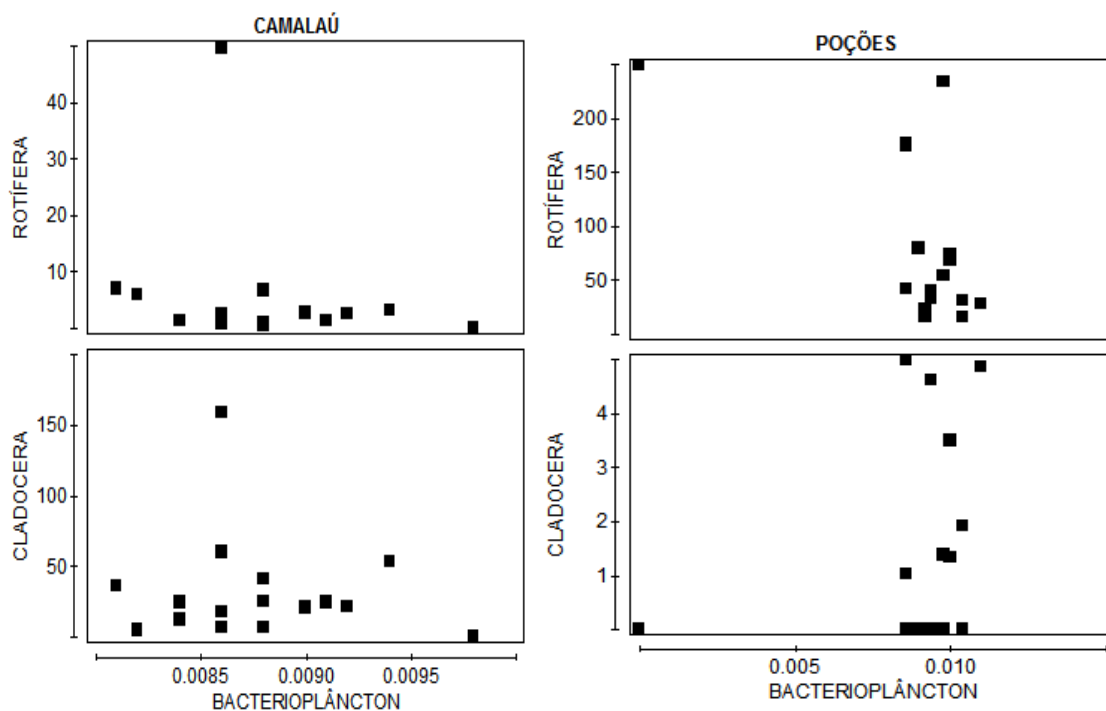 CAMALAÚ
ROTÍFERA
40
30
20
10
CLADOCERA
150
100
50
0.0085 0.0090 0.0095
BACTERIOPLÂNCTON
POÇÕES
ROTÍFERA
200
150
100
50
CLADOCERA
4
3
2
1
0.005 0.010
BACTERIOPLÂNCTON